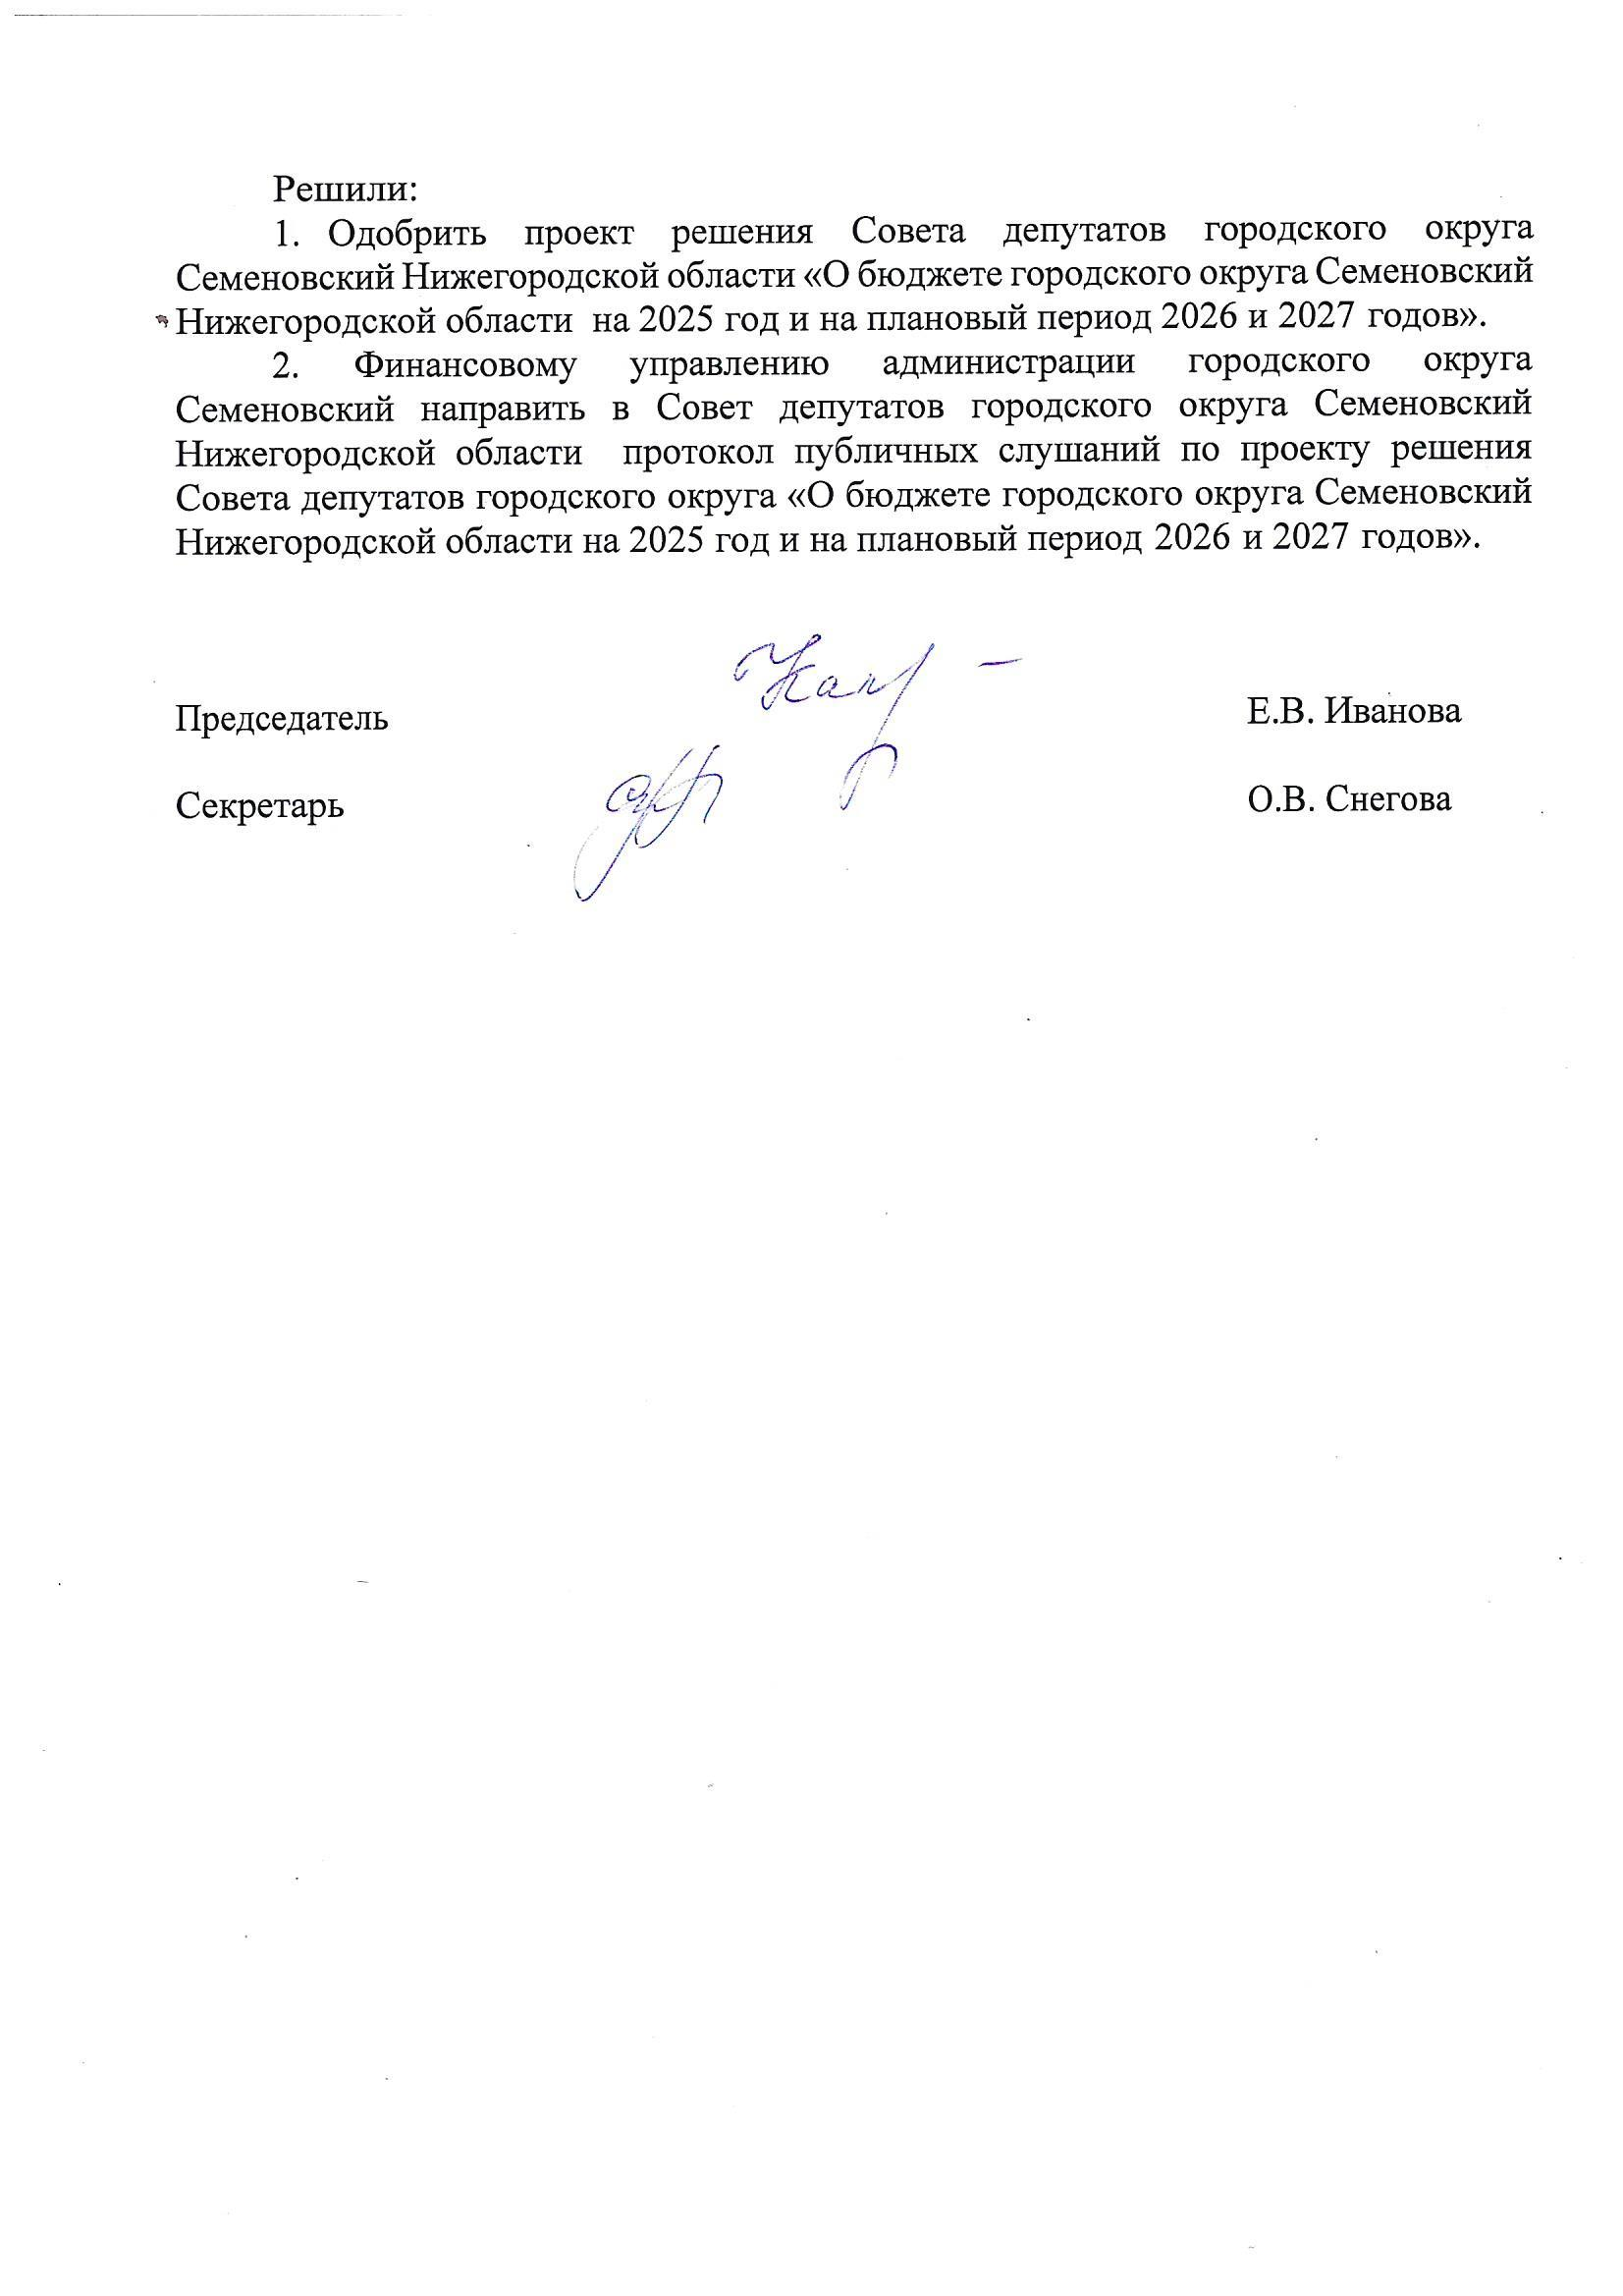 Решили:
1. Одобрить проект решения Совета депутатов городского округа
Семеновский Нижегородской области «О бюджете городского округа Семеновский
Нижегородской области на 2025 год и на плановый период 2026 и 2027 годов».
2. Финансовому управлению администрации городского округа
Семеновский направить в Совет депутатов городского округа Семеновский
Нижегородской области протокол публичных слушаний по проекту решения
Совета депутатов городского округа «О бюджете городского округа Семеновский
Нижегородской области на 2025 год и на плановый период 2026 и 2027 годов».
Председатель Е.В. Иванова
Секретарь О.В. Снегова